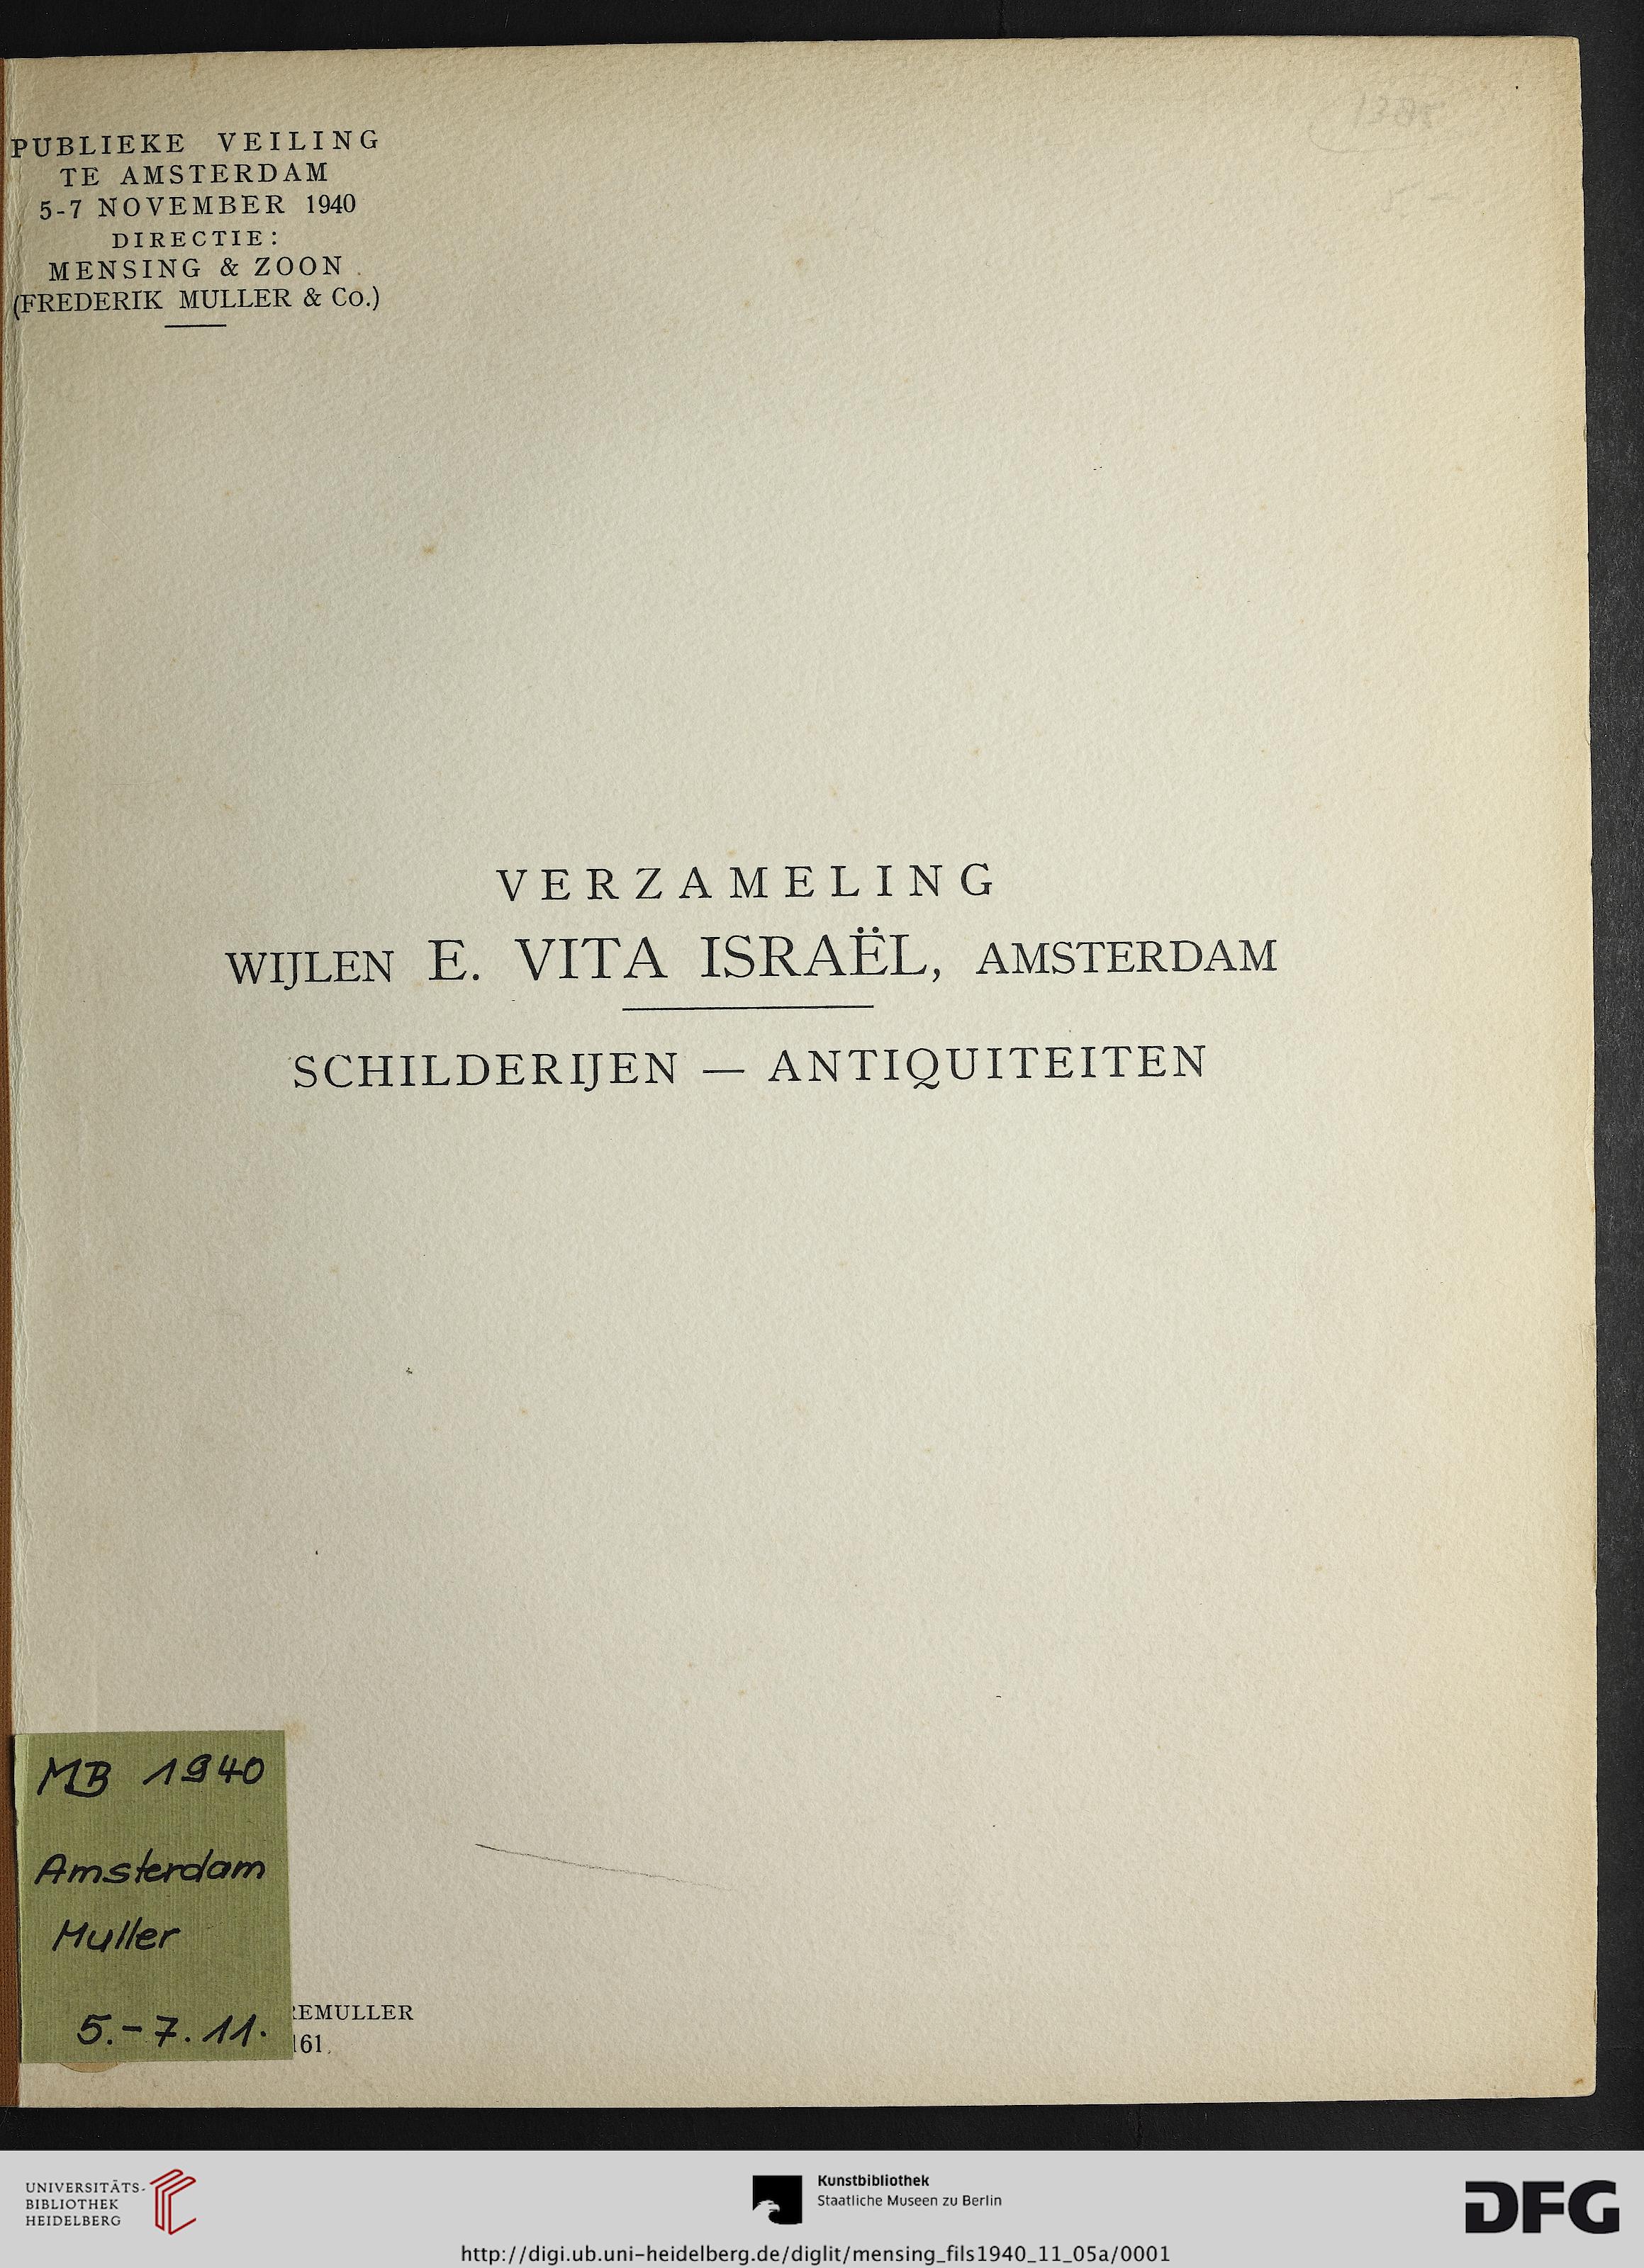 PUBLIEKE VEILING
TE AMSTERDAM
5-7 NOVEMBER 1940
DIRECTIE:
MENSING & ZOON
(FREDERIK MULLER & Co.)
VERZAMELING
WIJLEN E. VITA ISRAËL, AMSTERDAM
SCHILDERIJEN — ANTIQUITEITEN
MB 1940
Amsterdam
Muller
5.-7.11.
REMULLER
161
UNIVERSITÄTS-
BIBLIOTHEK
HEIDELBERG
Kunstbibliothek
Staatliche Museen zu Berlin
DFG
http://digi.ub.uni-heidelberg.de/diglit/mensing_fils1940_11_05a/0001